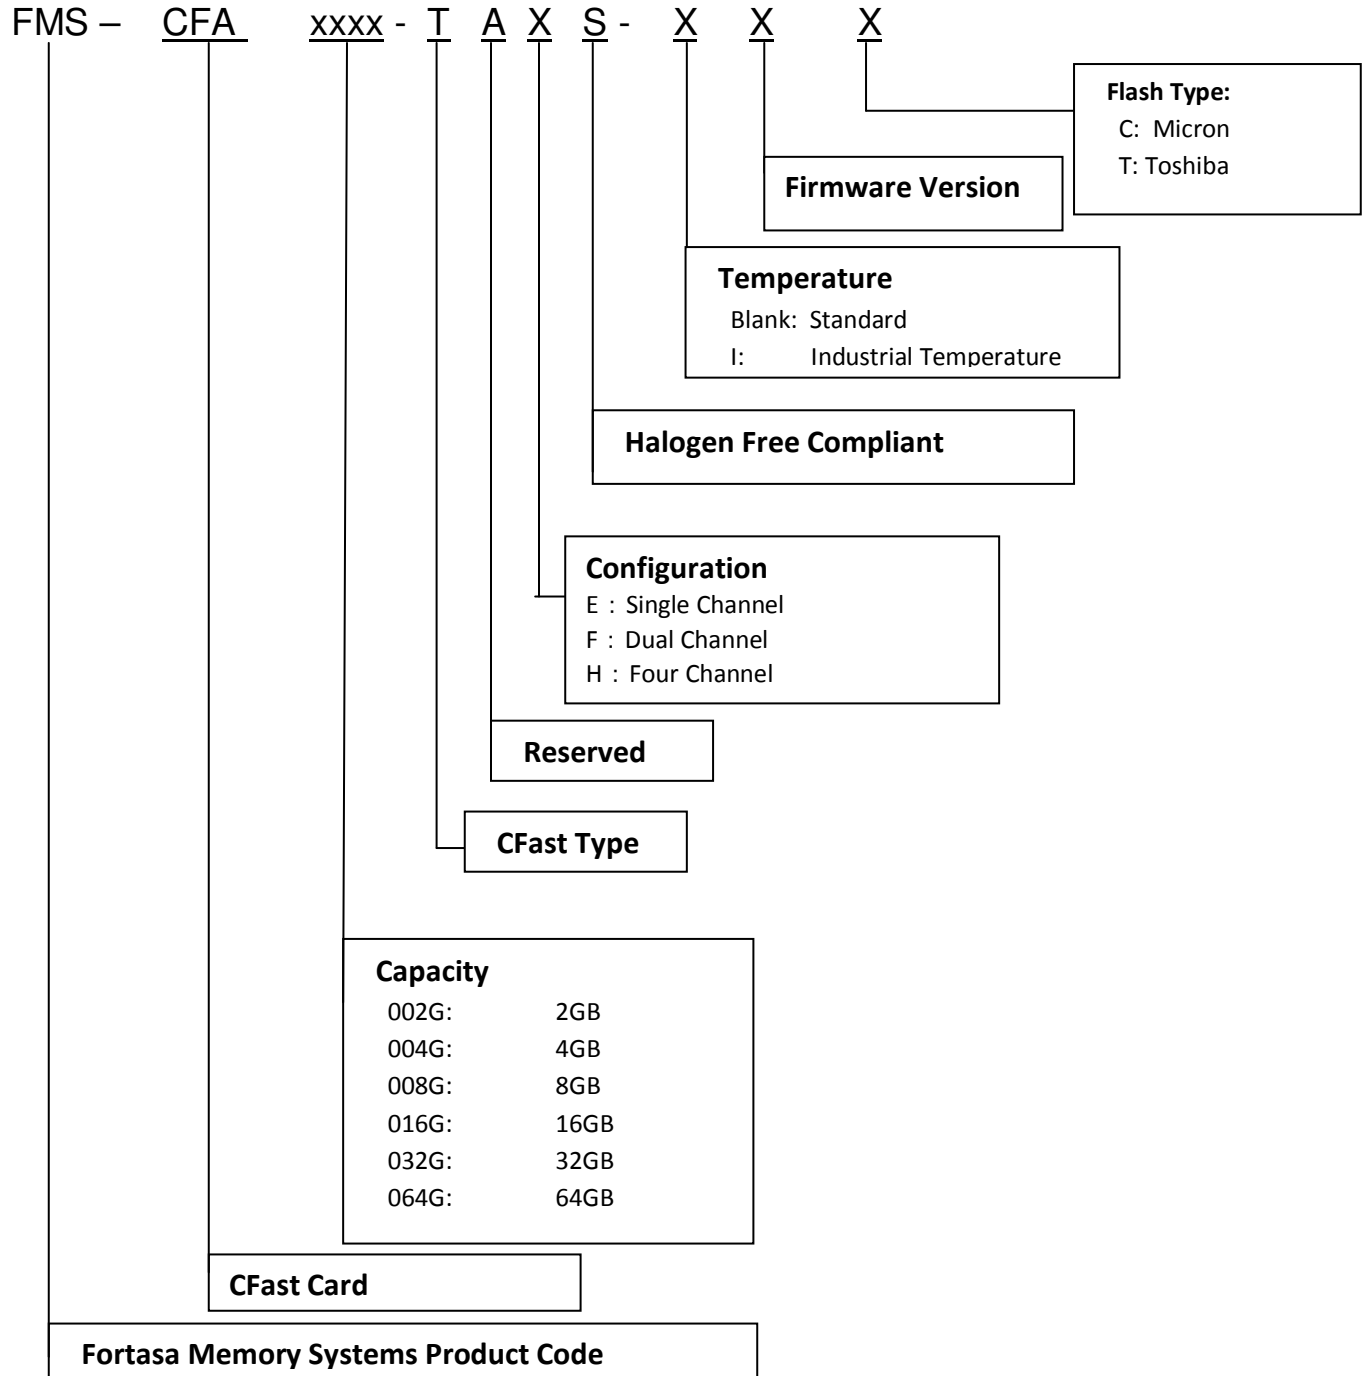 FMS – CFA xxxx - T A X S - X X X
Flash Type:
C: Micron
T: Toshiba
Firmware Version
Temperature
Blank: Standard
I: Industrial Temperature
Halogen Free Compliant
Configuration
E : Single Channel
F : Dual Channel
H : Four Channel
Reserved
CFast Type
Capacity
002G: 2GB
004G: 4GB
008G: 8GB
016G: 16GB
032G: 32GB
064G: 64GB
CFast Card
Fortasa Memory Systems Product Code